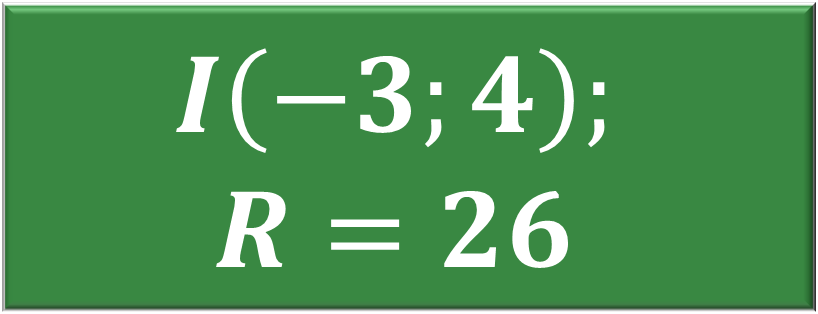 I(−3; 4);
R = 26